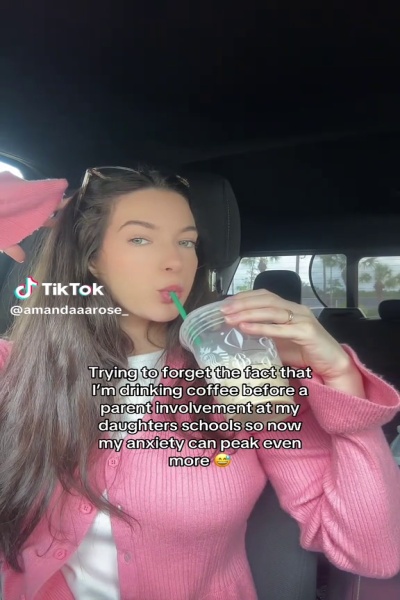 TikTok
@amandaaarose_
Trying to forget the fact that
I'm drinking coffee before a
parent involvement at my
daughters schools so now
my anxiety can peak even
more 😅